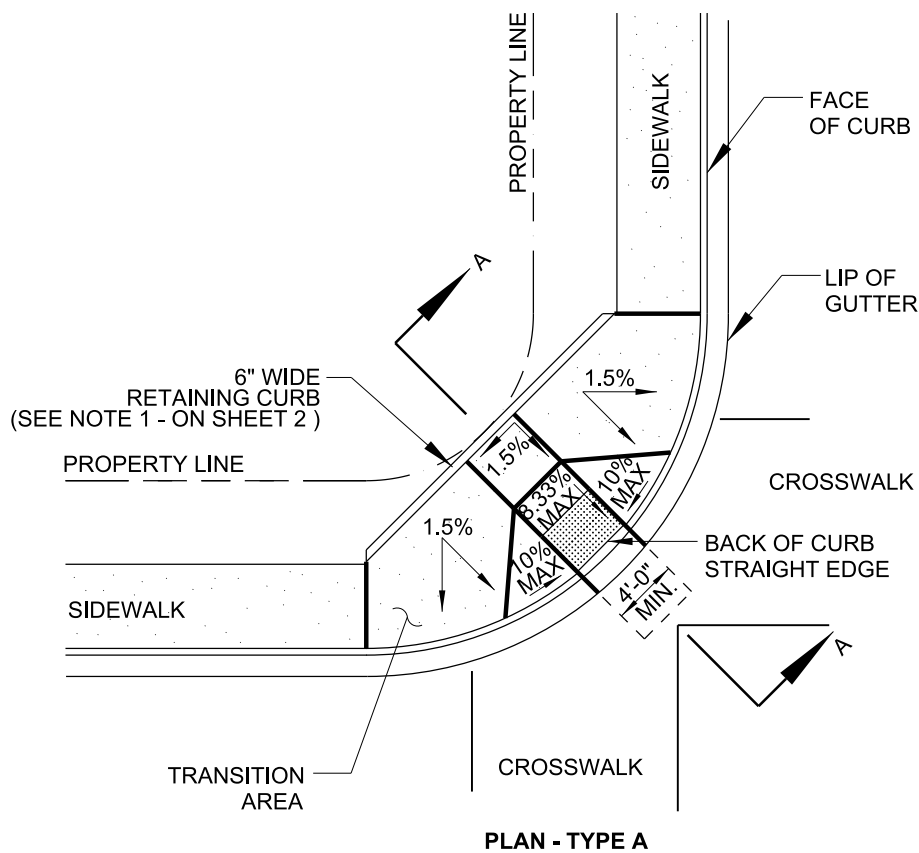 PROPERTY LINE
SIDEWALK
FACE
OF CURB
A
LIP OF
GUTTER
6" WIDE
RETAINING CURB
(SEE NOTE 1 - ON SHEET 2 )
1.5%
PROPERTY LINE
1.5%
10%
MAX
8.33%
MAX
CROSSWALK
1.5%
10%
MAX
BACK OF CURB
STRAIGHT EDGE
4'-0"
MIN.
SIDEWALK
A
TRANSITION
AREA
CROSSWALK
PLAN - TYPE A